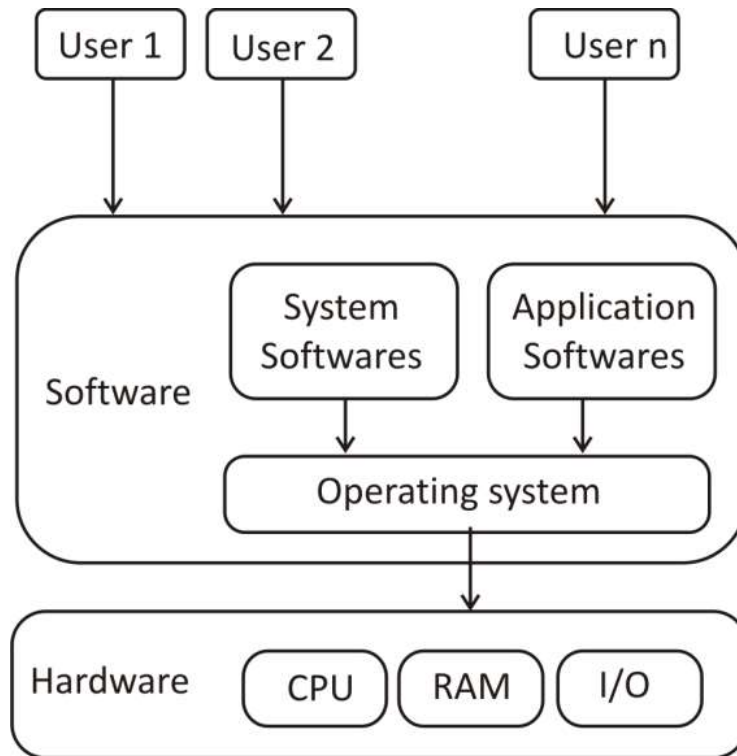 User 1
User 2
User n
System
Softwares
Application
Softwares
Software
Operating system
Hardware
CPU
RAM
I/O